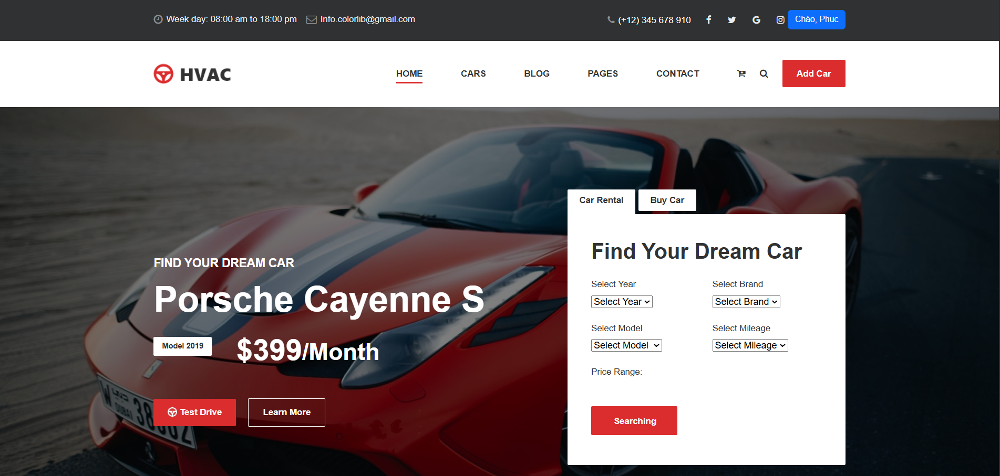 Week day: 08:00 am to 18:00 pm
Info.colorlib@gmail.com
(+12) 345 678 910
Chào, Phuc
HVAC
HOME
CARS
BLOG
PAGES
CONTACT
Add Car
Car Rental
Buy Car
FIND YOUR DREAM CAR
Porsche Cayenne S
Model 2019
$399/Month
Test Drive
Learn More
Find Your Dream Car
Select Year
Select Brand
Select Year
Select Brand
Select Model
Select Mileage
Select Model
Select Mileage
Price Range:
Searching
W
DUBAI